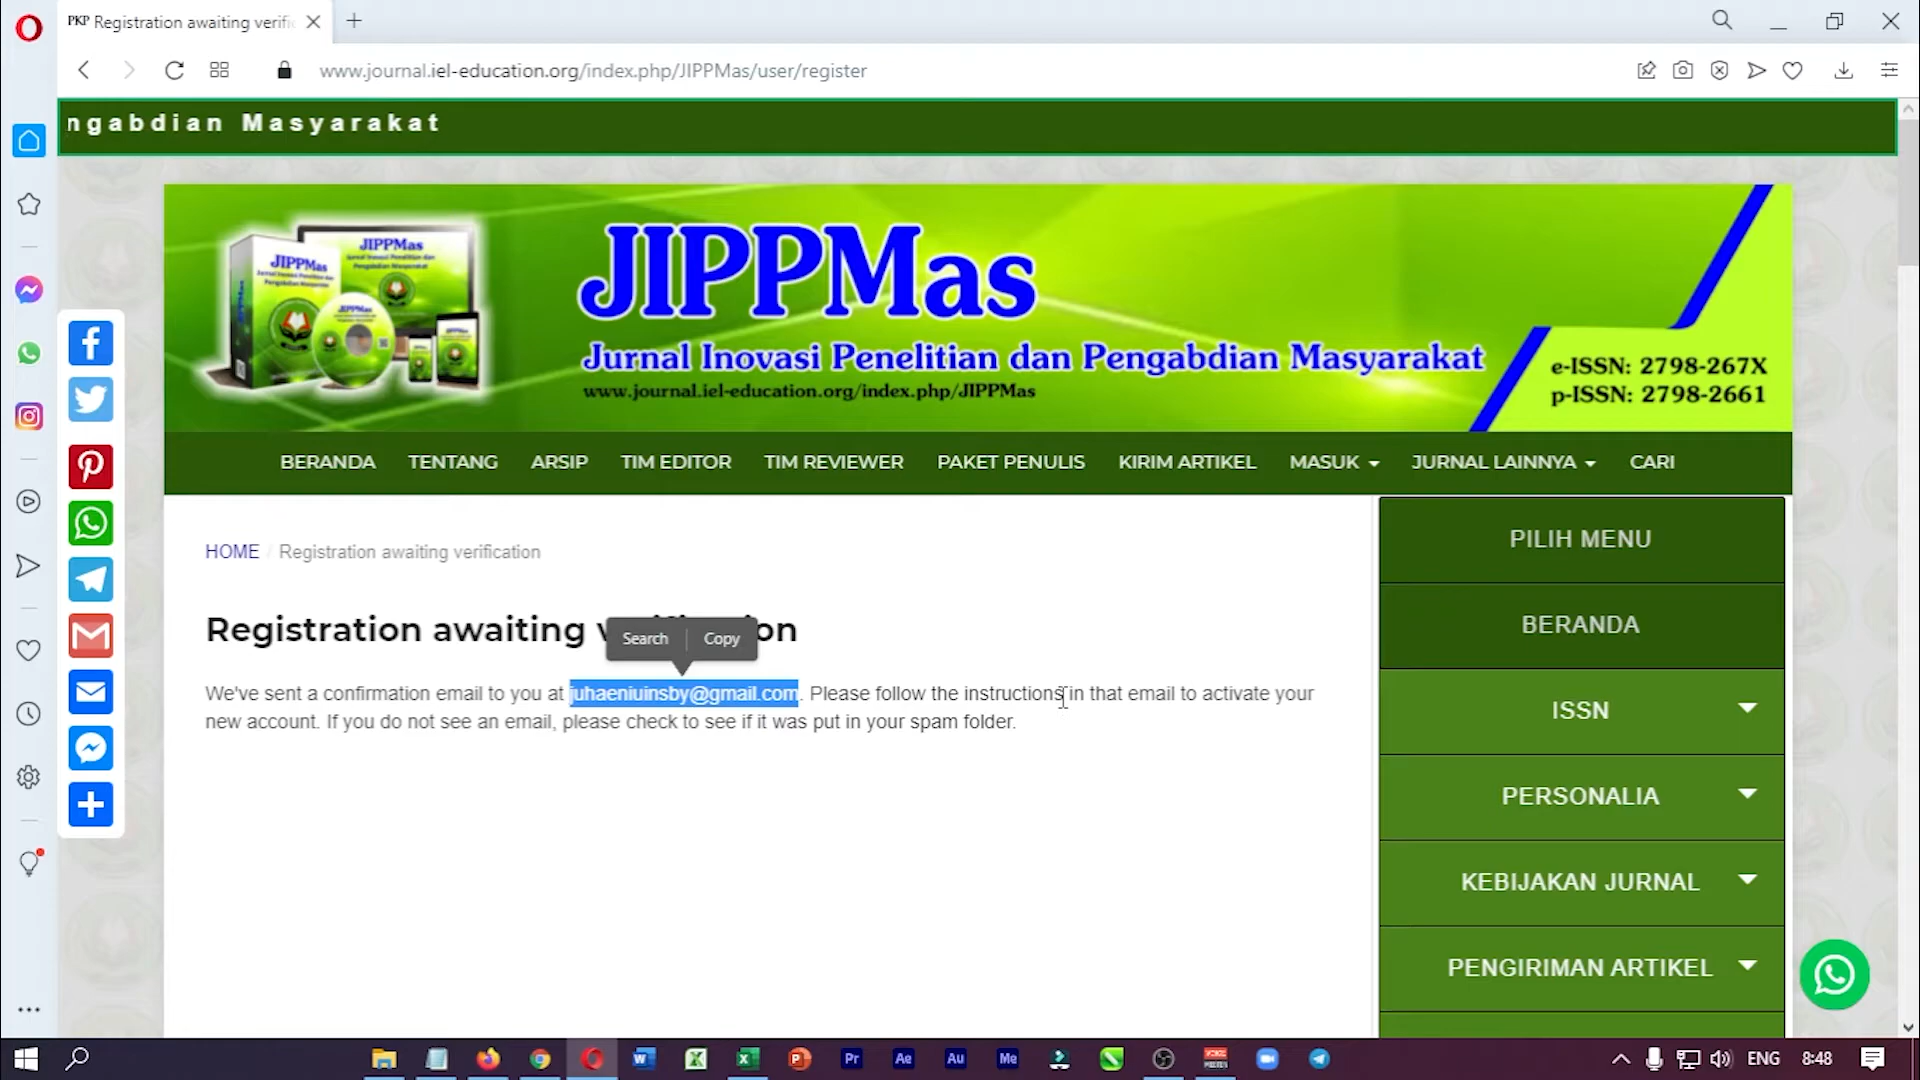 PKP Registration awaiting verific
www.journal.iel-education.org/index.php/JIPPMas/user/register
ngabdian Masyarakat
JIPPMas
JIPPMas
JIPPMas
JIPPMas
Jurnal Inovasi Penelitian dan Pengabdian Masyarakat
www.journal.iel-education.org/index.php/JIPPMas
e-ISSN: 2798-267X
p-ISSN: 2798-2661
BERANDA TENTANG ARSIP TIM EDITOR TIM REVIEWER PAKET PENULIS KIRIM ARTIKEL MASUK JURNAL LAINNYA CARI
HOME / Registration awaiting verification
Registration awaiting v on
Search Copy
We've sent a confirmation email to you at juhaeniuinsby@gmail.com. Please follow the instructions in that email to activate your
new account. If you do not see an email, please check to see if it was put in your spam folder.
PILIH MENU
BERANDA
ISSN
PERSONALIA
KEBIJAKAN JURNAL
PENGIRIMAN ARTIKEL
Pr Ae Au Me
ENG 8:48